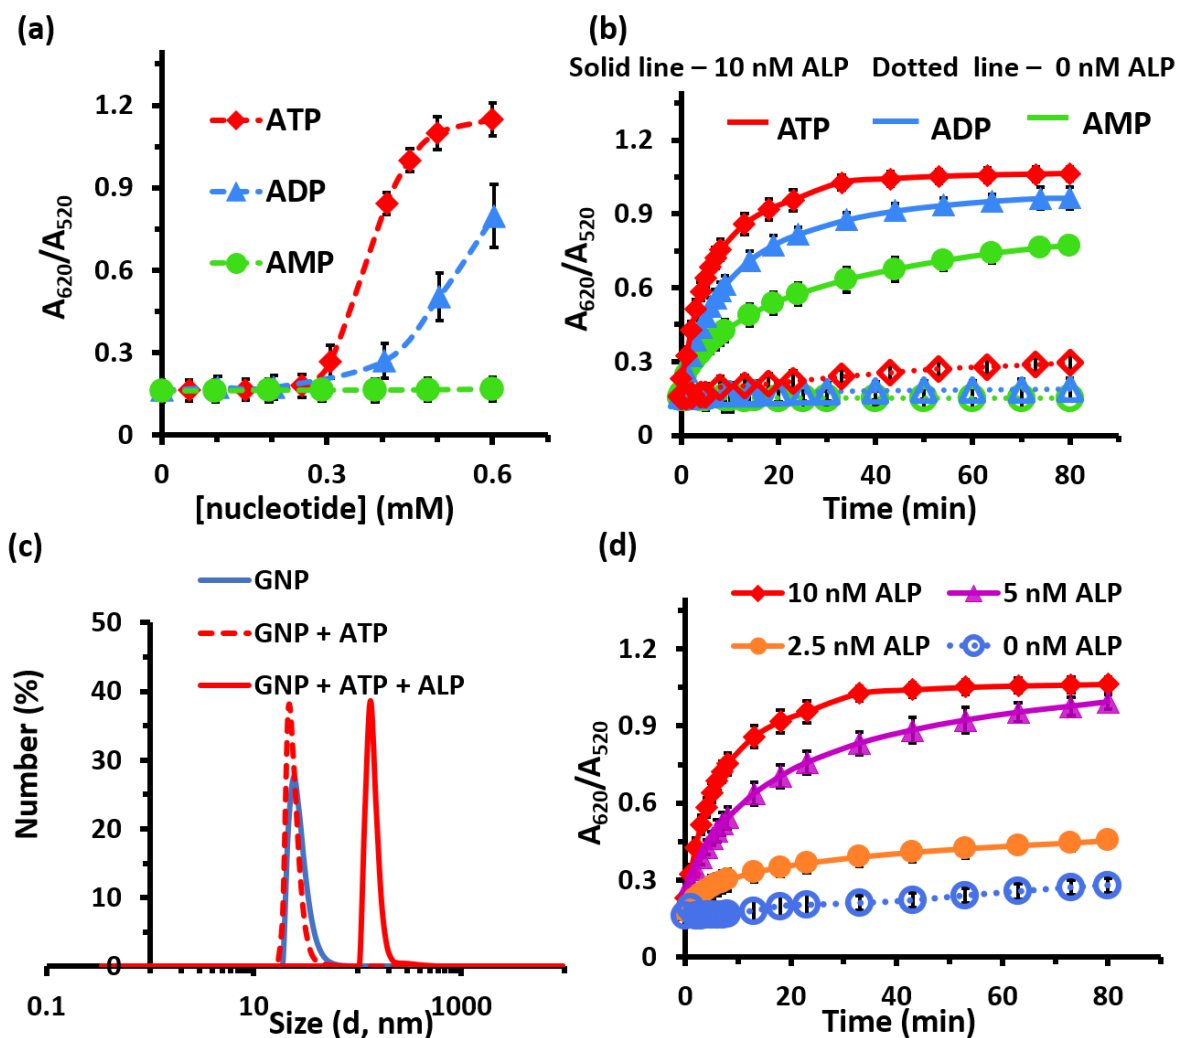 (a)
ATP
ADP
AMP
A620/A520
1.2
0.9
0.6
0.3
0
0 0.3 0.6
[nucleotide] (mM)
(b)
Solid line – 10 nM ALP Dotted line – 0 nM ALP
ATP ADP AMP
A620/A520
1.2
0.9
0.6
0.3
0
0 20 40 60 80
Time (min)
(c)
GNP
GNP + ATP
GNP + ATP + ALP
Number (%)
50
40
30
20
10
0
0.1 10 1000
Size (d, nm)
(d)
10 nM ALP 5 nM ALP
2.5 nM ALP 0 nM ALP
A620/A520
1.2
0.9
0.6
0.3
0
0 20 40 60 80
Time (min)